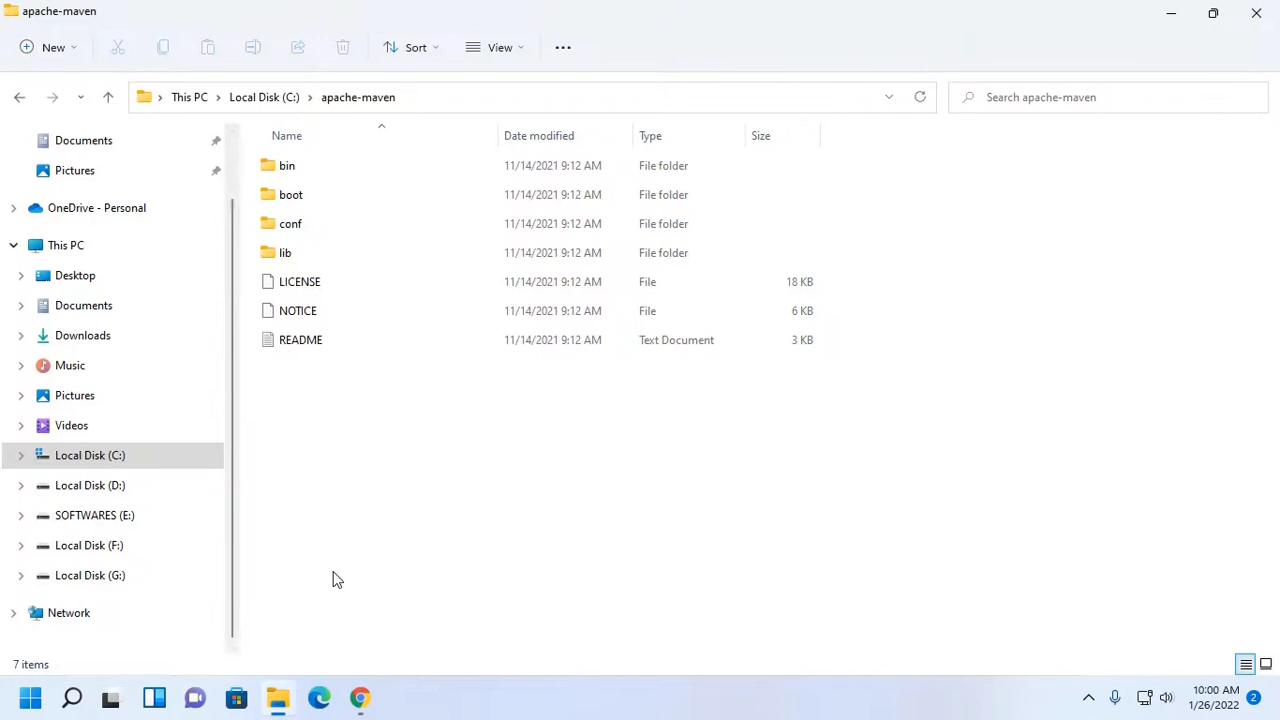 apache-maven
New Sort View
This PC Local Disk (C:) apache-maven Search apache-maven
Name Date modified Type Size
Documents
Pictures
OneDrive - Personal
This PC
Desktop
Documents
Downloads
Music
Pictures
Videos
Local Disk (C:)
Local Disk (D:)
SOFTWARES (E:)
Local Disk (F:)
Local Disk (G:)
Network
bin 11/14/2021 9:12 AM File folder
boot 11/14/2021 9:12 AM File folder
conf 11/14/2021 9:12 AM File folder
lib 11/14/2021 9:12 AM File folder
LICENSE 11/14/2021 9:12 AM File 18 KB
NOTICE 11/14/2021 9:12 AM File 6 KB
README 11/14/2021 9:12 AM Text Document 3 KB
7 items
10:00 AM
1/26/2022 2